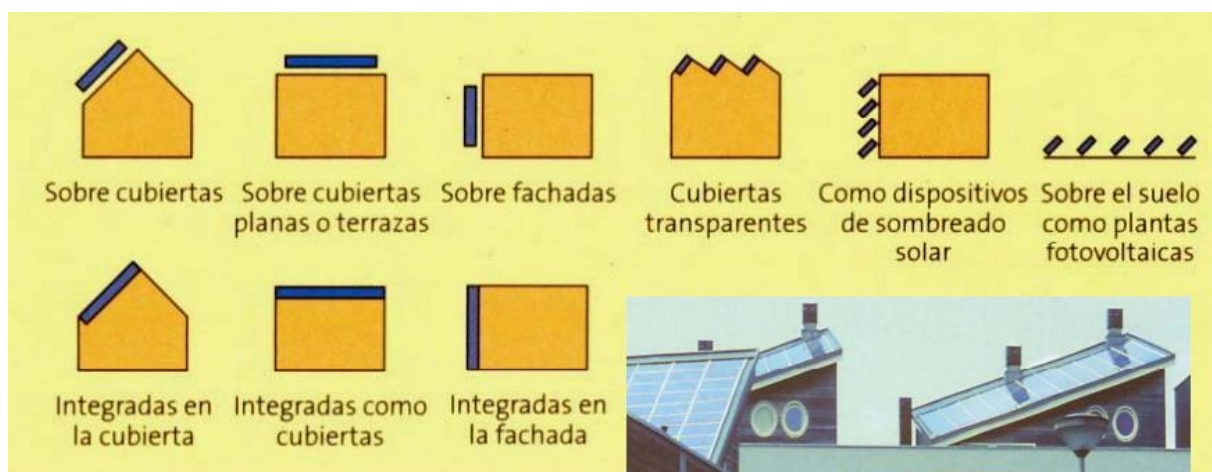 Sobre cubiertas
Sobre cubiertas
planas o terrazas
Sobre fachadas
Cubiertas
transparentes
Como dispositivos
de sombreado
solar
Sobre el suelo
como plantas
fotovoltaicas
Integradas en
la cubierta
Integradas como
cubiertas
Integradas en
la fachada